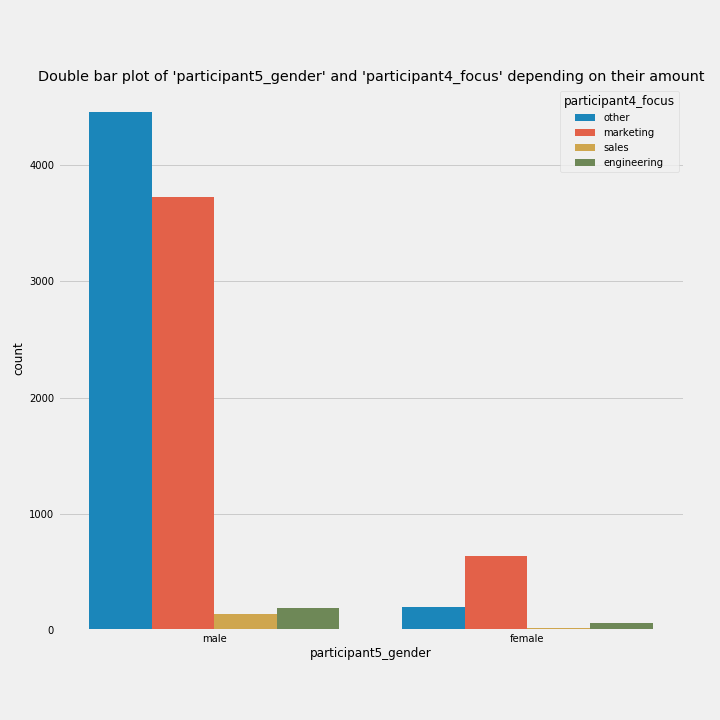 Double bar plot of 'participant5_gender' and 'participant4_focus' depending on their amount
participant4_focus
other
marketing
sales
engineering
4000
3000
2000
1000
0
count
male
female
participant5_gender